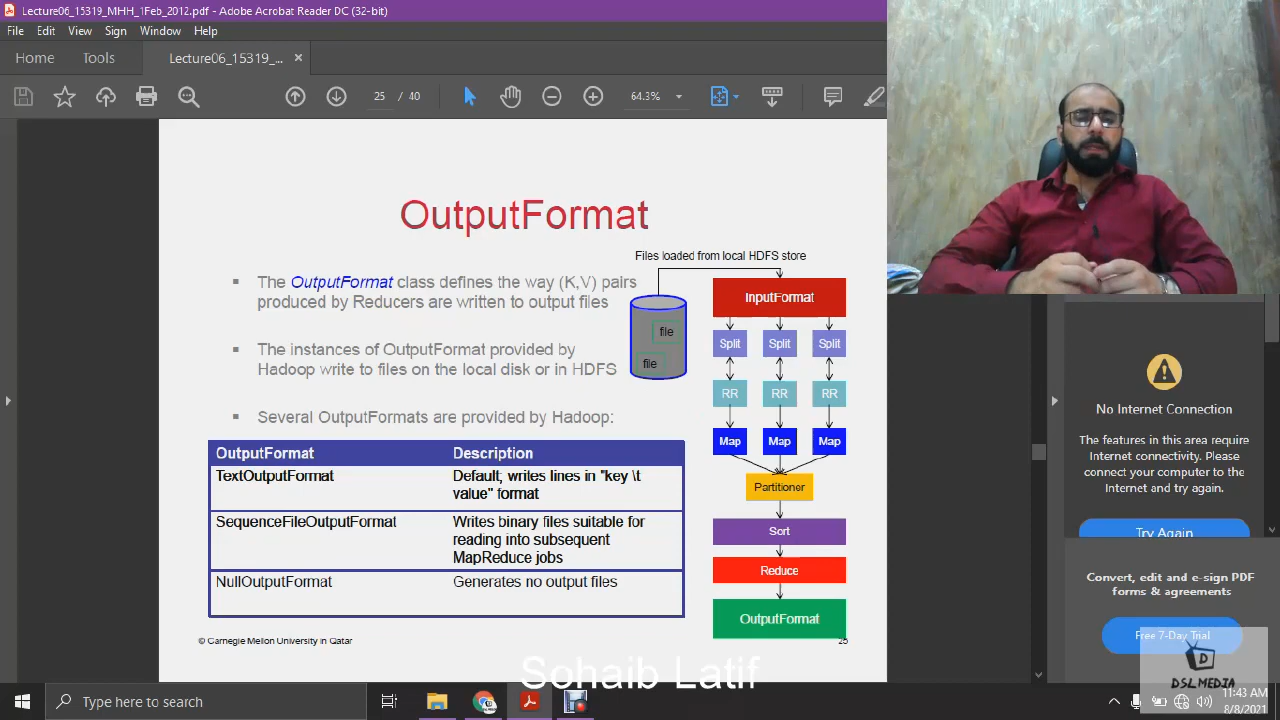 Lecture06_15319_MHH_1Feb_2012.pdf - Adobe Acrobat Reader DC (32-bit)
File Edit View Sign Window Help
Home Tools Lecture06_15319_... ×
25 / 40 64.3%
OutputFormat
Files loaded from local HDFS store
The OutputFormat class defines the way (K,V) pairs
produced by Reducers are written to output files
The instances of OutputFormat provided by
Hadoop write to files on the local disk or in HDFS
Several OutputFormats are provided by Hadoop:
OutputFormat Description
TextOutputFormat Default; writes lines in "key \t
value" format
SequenceFileOutputFormat Writes binary files suitable for
reading into subsequent
MapReduce jobs
NullOutputFormat Generates no output files
file
file
InputFormat
Split Split Split
RR RR RR
Map Map Map
Partitioner
Sort
Reduce
OutputFormat
© Carnegie Mellon University in Qatar
25
No Internet Connection
The features in this area require
Internet connectivity. Please
connect your computer to the
Internet and try again.
Try Again
Convert, edit and e-sign PDF
forms & agreements
Free 7-Day Trial
D
DSL MEDIA
Sohaib Latif
Type here to search
11:43 AM
8/8/2021